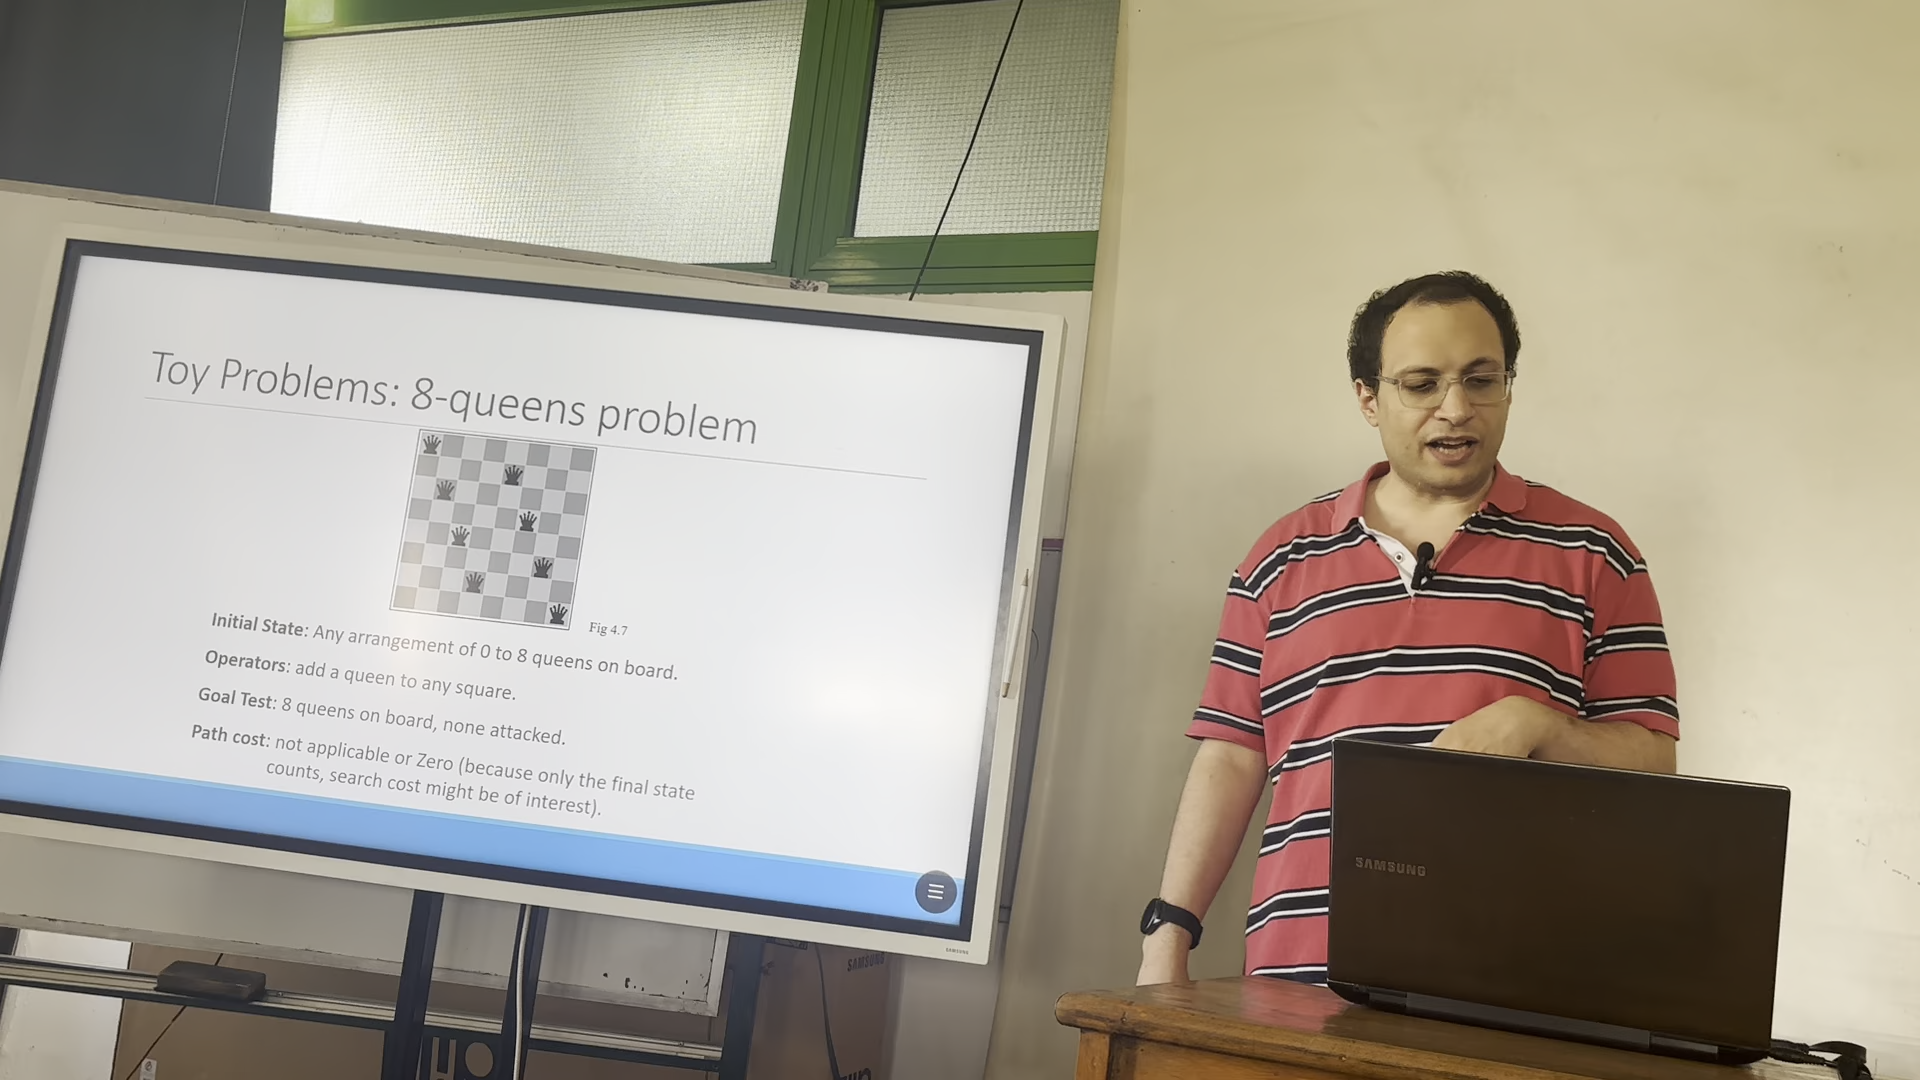 Toy Problems: 8-queens problem
Fig 4.7
Initial State: Any arrangement of 0 to 8 queens on board.
Operators: add a queen to any square.
Goal Test: 8 queens on board, none attacked.
Path cost: not applicable or Zero (because only the final state
counts, search cost might be of interest).
SAMSUNG
SAMSUNG
SAMSUNG